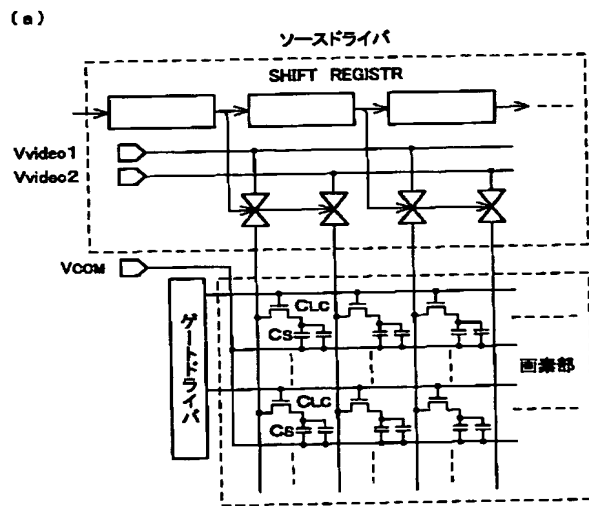 (a)
ソースドライバ
SHIFT REGISTR
Vvideo1
Vvideo2
VCOM
ゲートドライバ
CLC
CS
画素部
CLC
CS